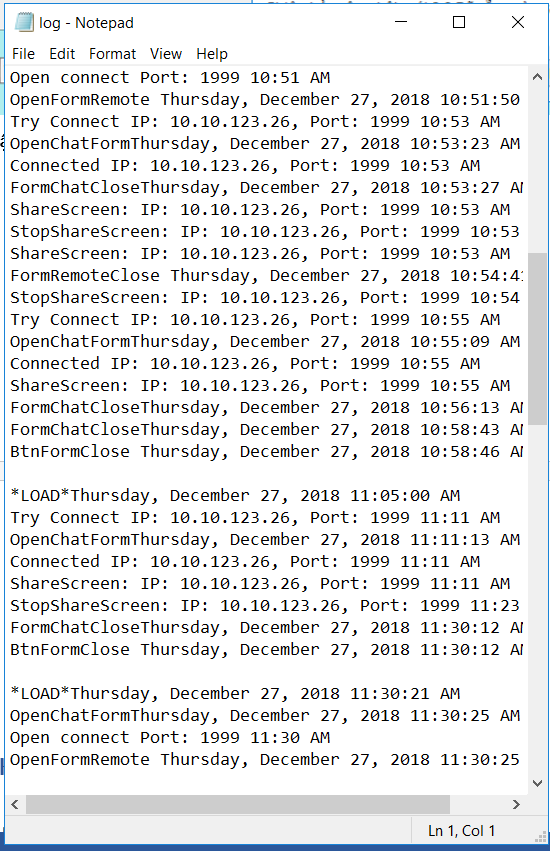 log - Notepad
File Edit Format View Help
Open connect Port: 1999 10:51 AM
OpenFormRemote Thursday, December 27, 2018 10:51:50
Try Connect IP: 10.10.123.26, Port: 1999 10:53 AM
OpenChatFormThursday, December 27, 2018 10:53:23 AM
Connected IP: 10.10.123.26, Port: 1999 10:53 AM
FormChatCloseThursday, December 27, 2018 10:53:27 AM
ShareScreen: IP: 10.10.123.26, Port: 1999 10:53 AM
StopShareScreen: IP: 10.10.123.26, Port: 1999 10:53
ShareScreen: IP: 10.10.123.26, Port: 1999 10:53 AM
FormRemoteClose Thursday, December 27, 2018 10:54:41
StopShareScreen: IP: 10.10.123.26, Port: 1999 10:54
Try Connect IP: 10.10.123.26, Port: 1999 10:55 AM
OpenChatFormThursday, December 27, 2018 10:55:09 AM
Connected IP: 10.10.123.26, Port: 1999 10:55 AM
ShareScreen: IP: 10.10.123.26, Port: 1999 10:55 AM
FormChatCloseThursday, December 27, 2018 10:56:13 AM
FormChatCloseThursday, December 27, 2018 10:58:43 AM
BtnFormClose Thursday, December 27, 2018 10:58:46 AM
*LOAD*Thursday, December 27, 2018 11:05:00 AM
Try Connect IP: 10.10.123.26, Port: 1999 11:11 AM
OpenChatFormThursday, December 27, 2018 11:11:13 AM
Connected IP: 10.10.123.26, Port: 1999 11:11 AM
ShareScreen: IP: 10.10.123.26, Port: 1999 11:11 AM
StopShareScreen: IP: 10.10.123.26, Port: 1999 11:23
FormChatCloseThursday, December 27, 2018 11:30:12 AM
BtnFormClose Thursday, December 27, 2018 11:30:12 AM
*LOAD*Thursday, December 27, 2018 11:30:21 AM
OpenChatFormThursday, December 27, 2018 11:30:25 AM
Open connect Port: 1999 11:30 AM
OpenFormRemote Thursday, December 27, 2018 11:30:25
Ln 1, Col 1